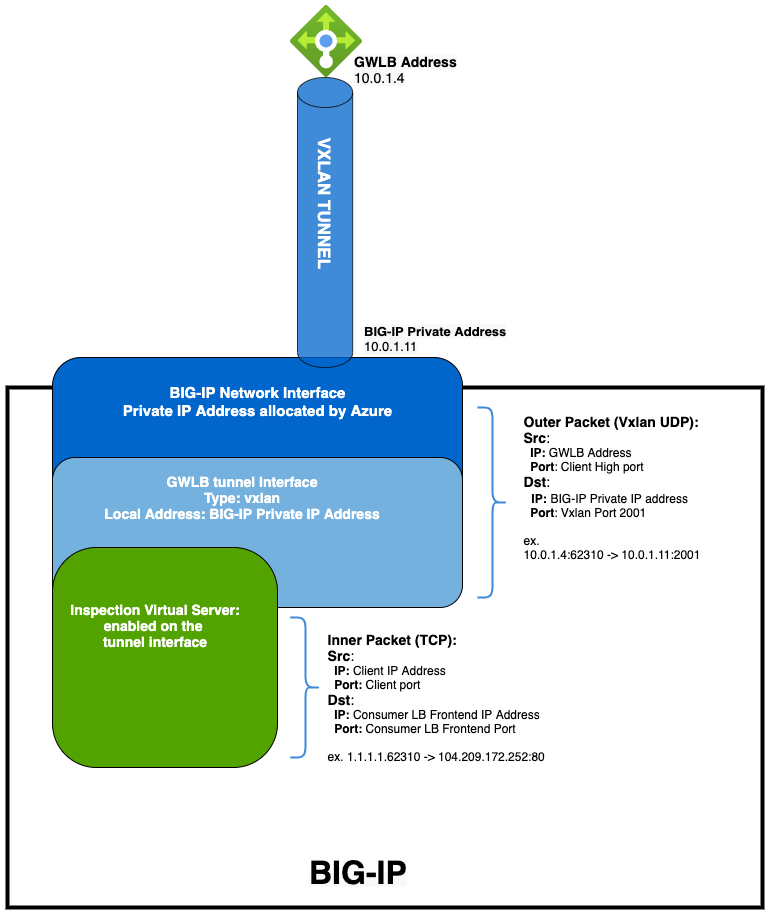 GWLB Address
10.0.1.4
VXLAN TUNNEL
BIG-IP Private Address
10.0.1.11
BIG-IP Network Interface
Private IP Address allocated by Azure
GWLB tunnel interface
Type: vxlan
Local Address: BIG-IP Private IP Address
Outer Packet (Vxlan UDP):
Src:
IP: GWLB Address
Port: Client High port
Dst:
IP: BIG-IP Private IP address
Port: Vxlan Port 2001
ex.
10.0.1.4:62310 -> 10.0.1.11:2001
Inspection Virtual Server:
enabled on the
tunnel interface
Inner Packet (TCP):
Src:
IP: Client IP Address
Port: Client port
Dst:
IP: Consumer LB Frontend IP Address
Port: Consumer LB Frontend Port
ex. 1.1.1.1.62310 -> 104.209.172.252:80
BIG-IP